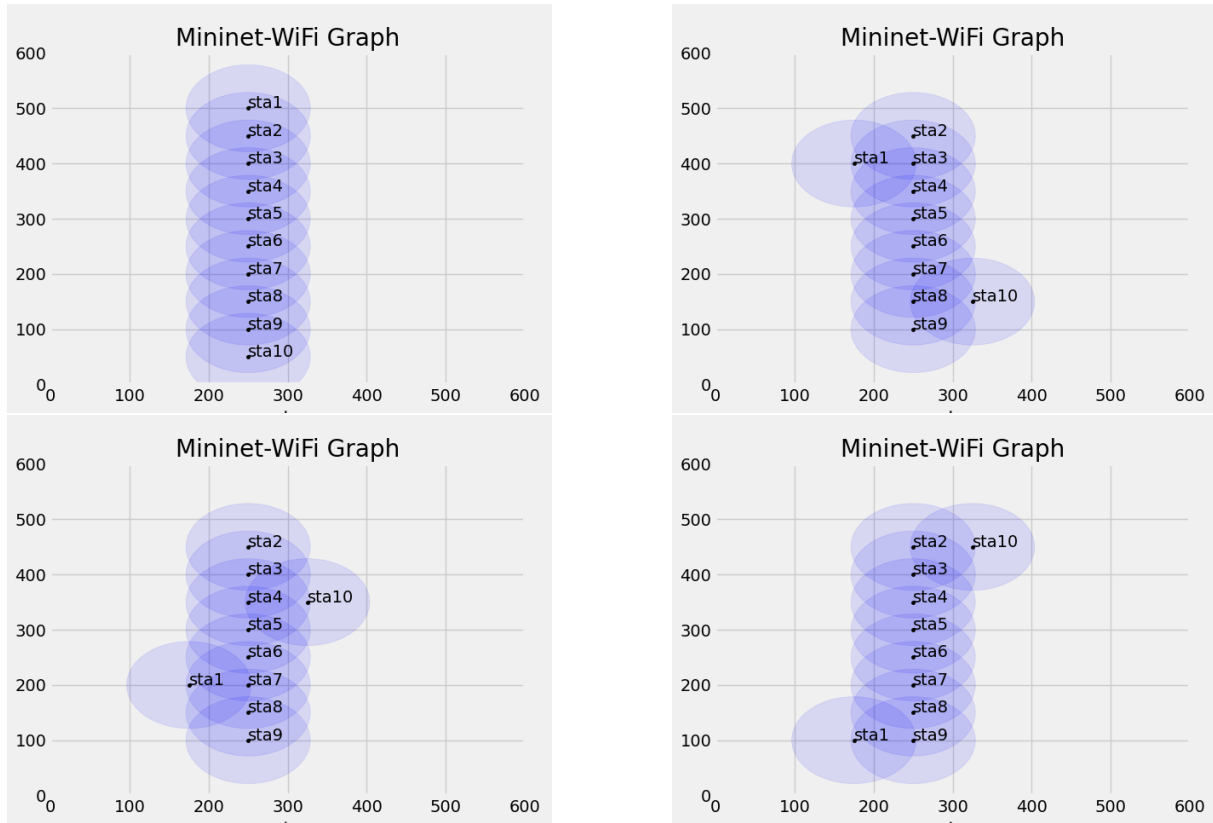 Mininet-WiFi Graph
600
500
400
300
200
100
0
sta1
sta2
sta3
sta4
sta5
sta6
sta7
sta8
sta9
sta10
0 100 200 300 400 500 600
Mininet-WiFi Graph
600
500
400
300
200
100
0
sta2
sta1 sta3
sta4
sta5
sta6
sta7
sta8 sta10
sta9
0 100 200 300 400 500 600
Mininet-WiFi Graph
600
500
400
300
200
100
0
sta2
sta3
sta4 sta10
sta5
sta6
sta1 sta7
sta8
sta9
0 100 200 300 400 500 600
Mininet-WiFi Graph
600
500
400
300
200
100
0
sta2 sta10
sta3
sta4
sta5
sta6
sta7
sta8
sta1 sta9
0 100 200 300 400 500 600